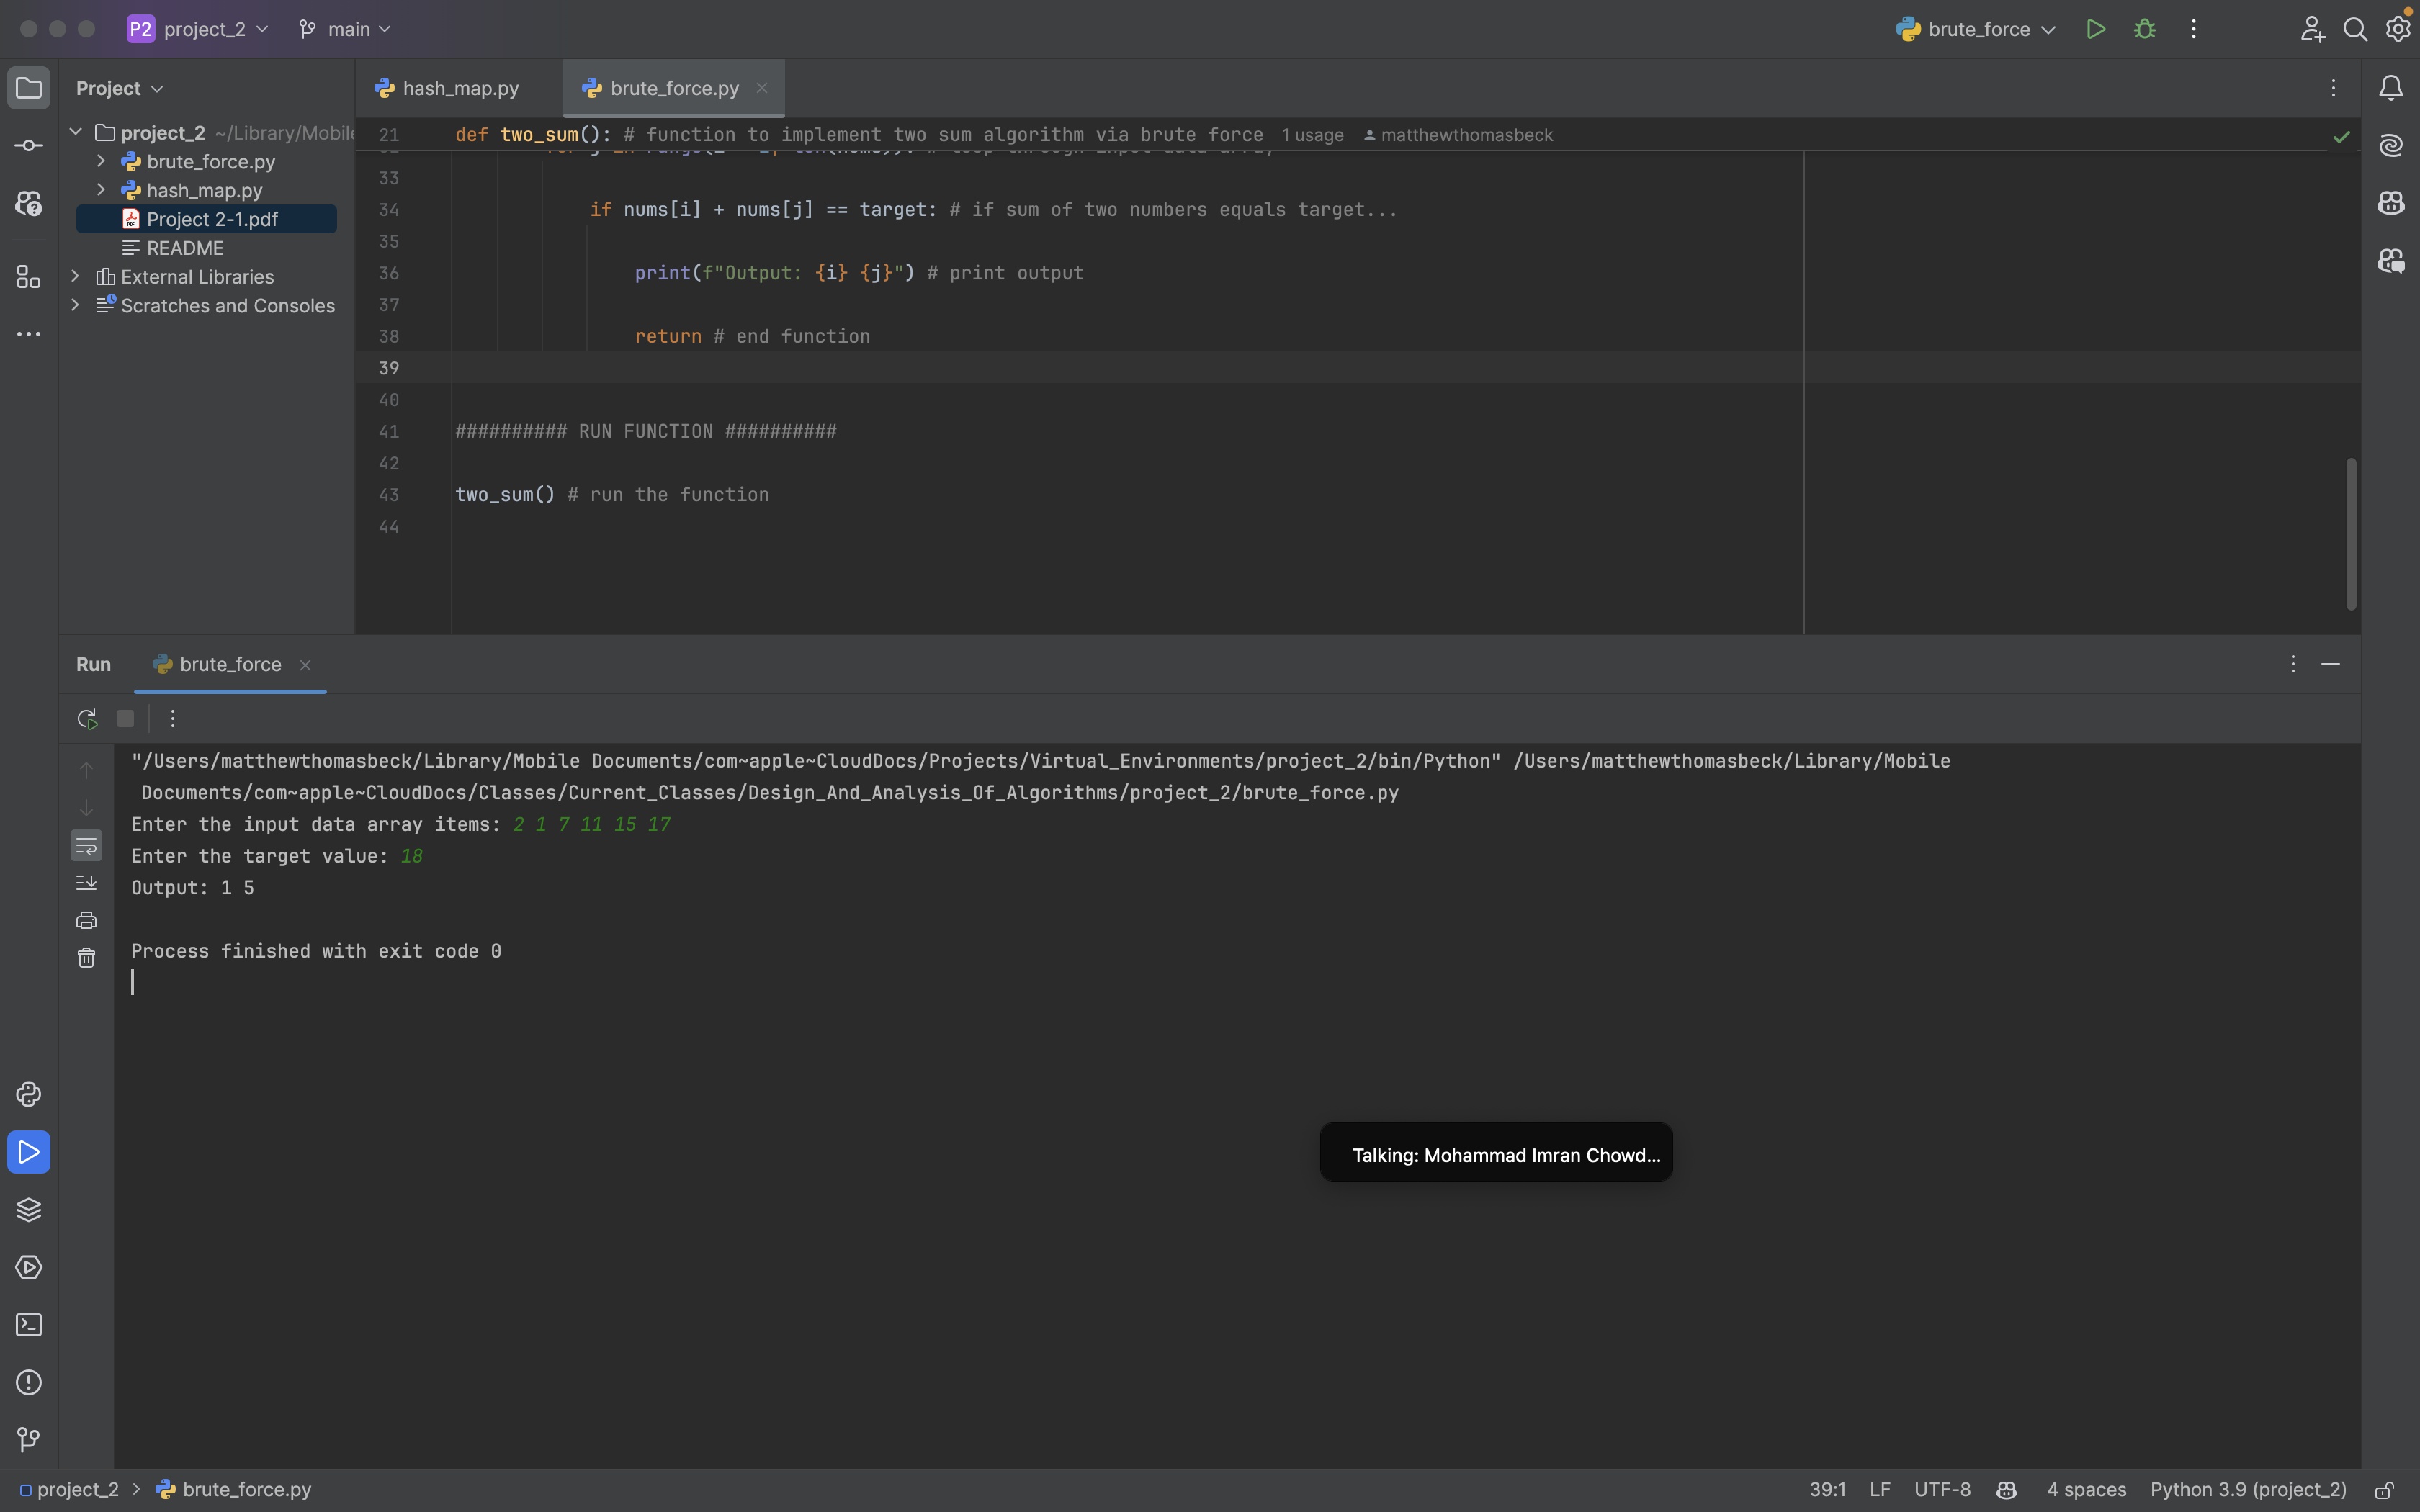 P2 project_2 main brute_force
Project
project_2 ~/Library/Mobile
brute_force.py
hash_map.py
Project 2-1.pdf
README
External Libraries
Scratches and Consoles
hash_map.py brute_force.py
21 def two_sum(): # function to implement two sum algorithm via brute force 1 usage matthewthomasbeck
33
34 if nums[i] + nums[j] == target: # if sum of two numbers equals target...
35
36 print(f"Output: {i} {j}") # print output
37
38 return # end function
39
40
41 ########## RUN FUNCTION ##########
42
43 two_sum() # run the function
44
Run brute_force
"/Users/matthewthomasbeck/Library/Mobile Documents/com~apple~CloudDocs/Projects/Virtual_Environments/project_2/bin/Python" /Users/matthewthomasbeck/Library/Mobile
Documents/com~apple~CloudDocs/Classes/Current_Classes/Design_And_Analysis_Of_Algorithms/project_2/brute_force.py
Enter the input data array items: 2 1 7 11 15 17
Enter the target value: 18
Output: 1 5
Process finished with exit code 0
Talking: Mohammad Imran Chowd...
project_2 > brute_force.py 39:1 LF UTF-8 4 spaces Python 3.9 (project_2)